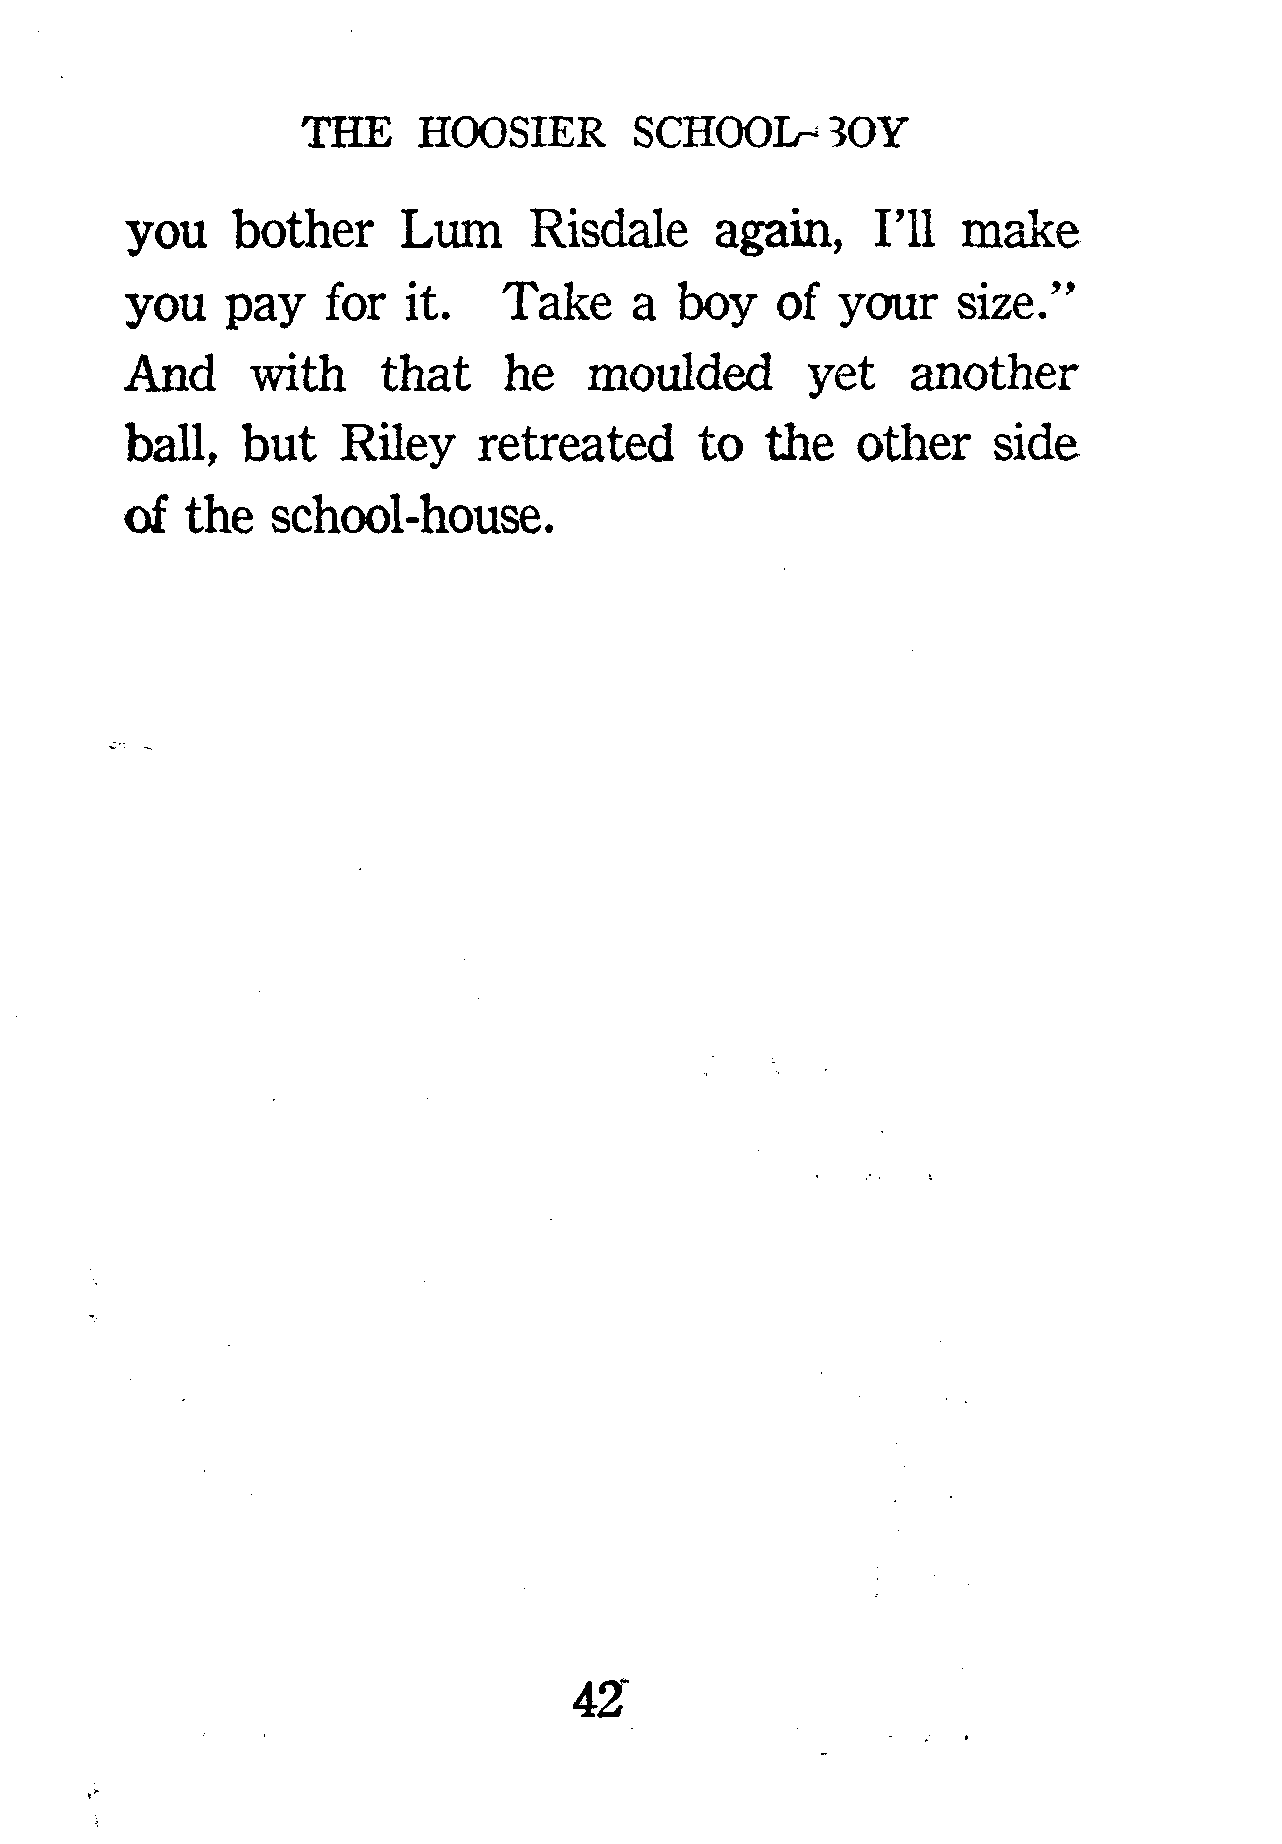 THE HOOSIER SCHOOL-BOY
you bother Lum Risdale again, I'll make
you pay for it. Take a boy of your size."
And with that he moulded yet another
ball, but Riley retreated to the other side
of the school-house.
42